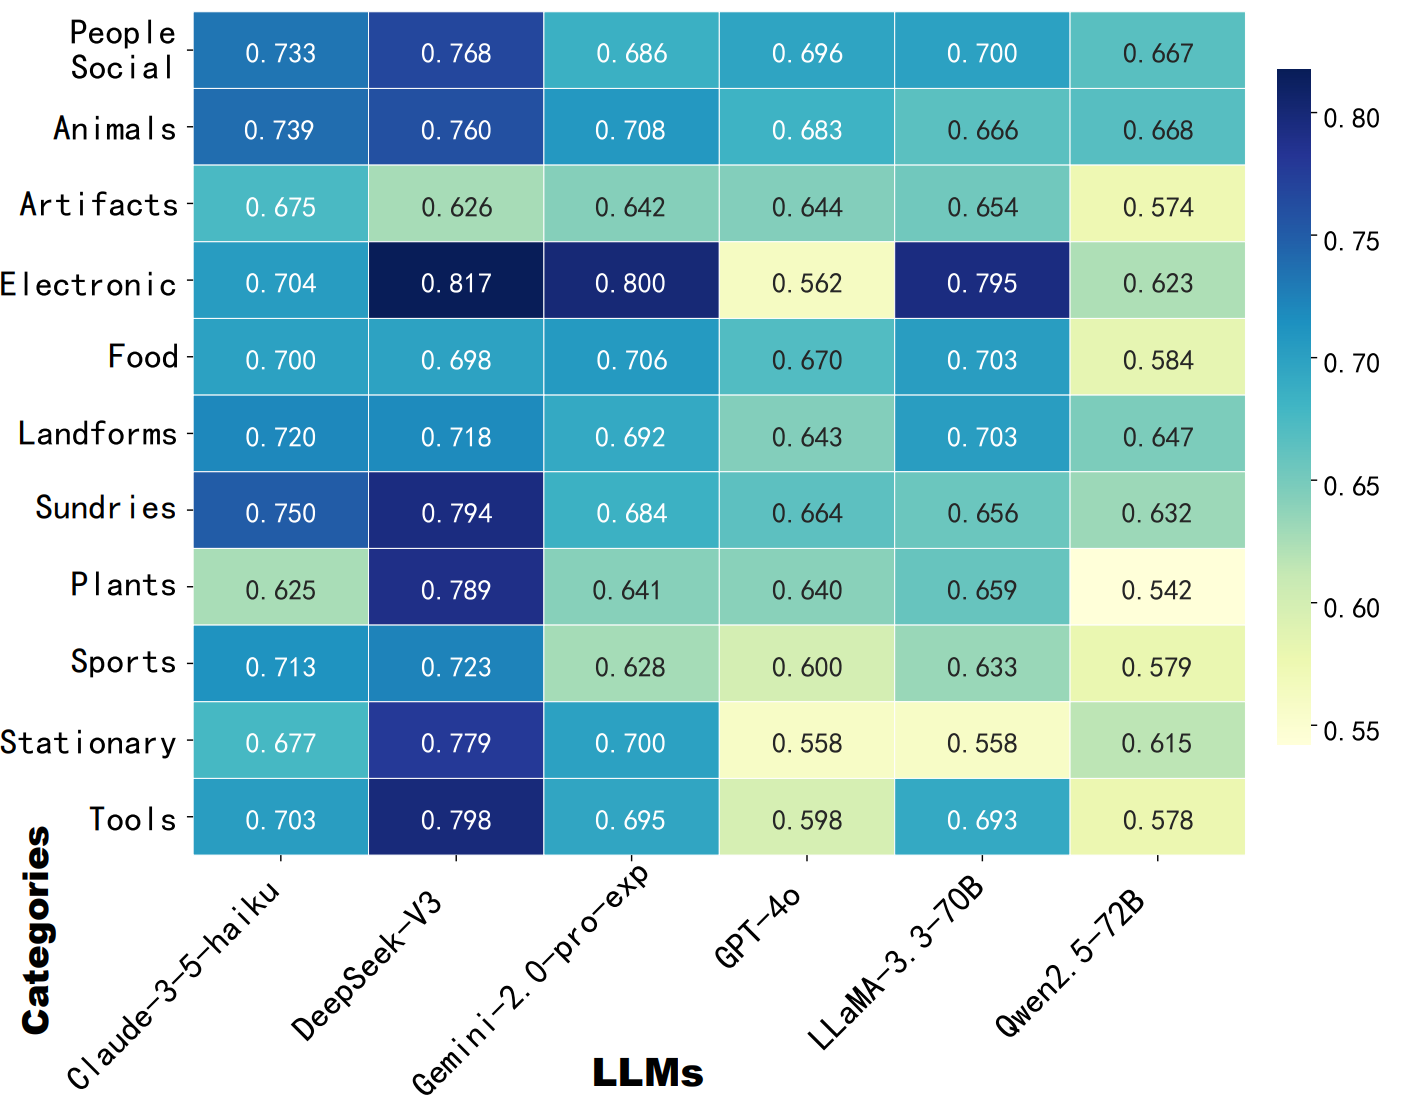 People
Social
0.733 0.768 0.686 0.696 0.700 0.667
Animals 0.739 0.760 0.708 0.683 0.666 0.668
Artifacts 0.675 0.626 0.642 0.644 0.654 0.574
Electronic 0.704 0.817 0.800 0.562 0.795 0.623
Food 0.700 0.698 0.706 0.670 0.703 0.584
Landforms 0.720 0.718 0.692 0.643 0.703 0.647
Sundries 0.750 0.794 0.684 0.664 0.656 0.632
Plants 0.625 0.789 0.641 0.640 0.659 0.542
Sports 0.713 0.723 0.628 0.600 0.633 0.579
Stationary 0.677 0.779 0.700 0.558 0.558 0.615
Tools 0.703 0.798 0.695 0.598 0.693 0.578
Claude-3-5-haiku
DeepSeek-V3
Gemini-2.0-pro-exp
GPT-4o
LLaMA-3.3-70B
Qwen2.5-72B
Categories
LLMs
0.80
0.75
0.70
0.65
0.60
0.55